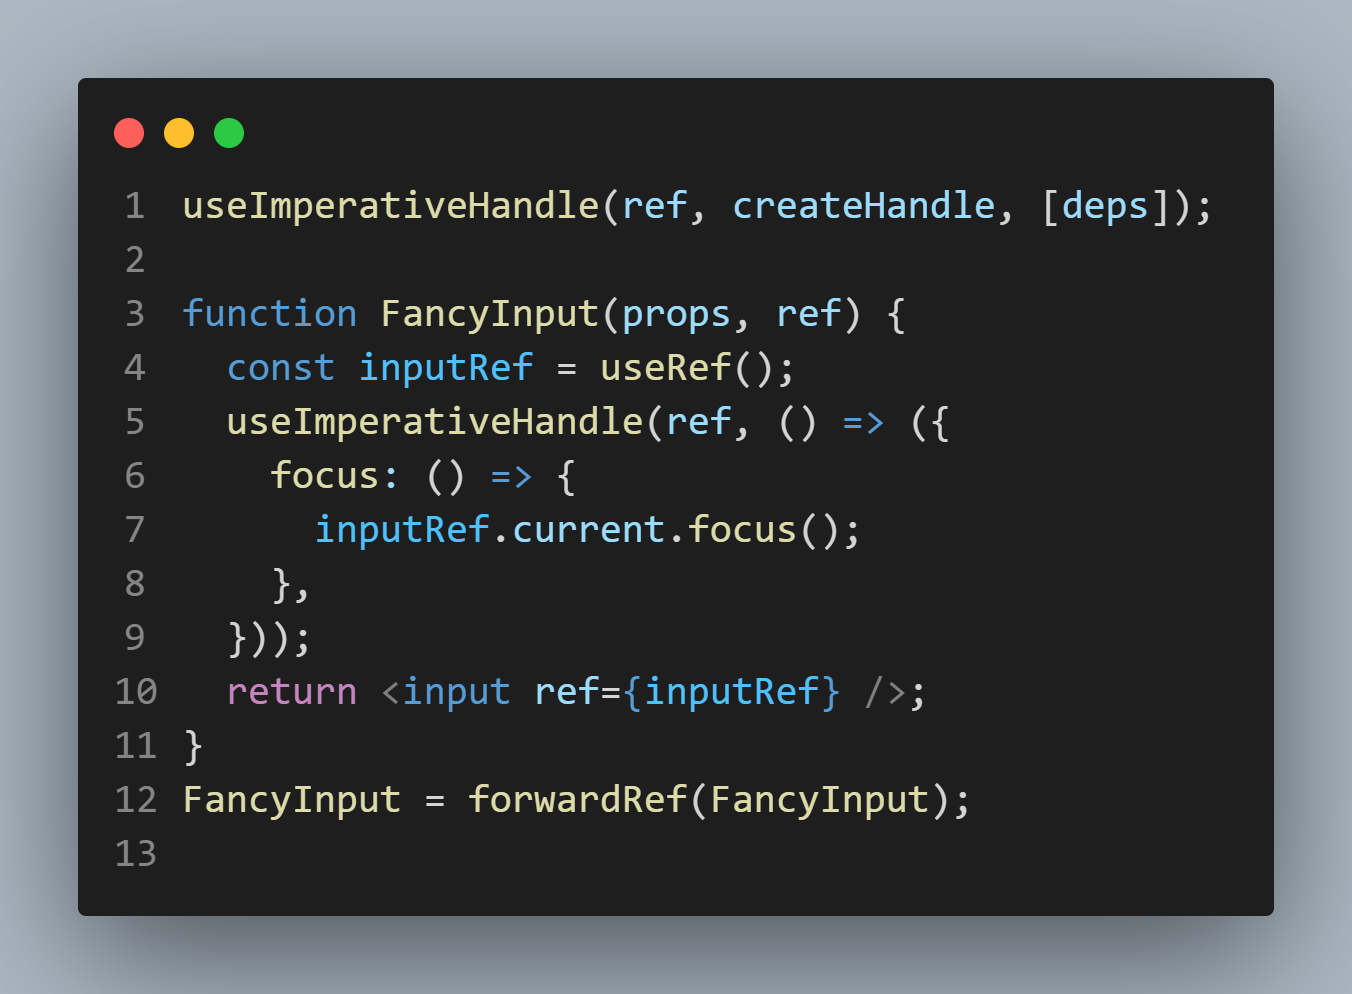 1 useImperativeHandle(ref, createHandle, [deps]);
2
3 function FancyInput(props, ref) {
4   const inputRef = useRef();
5   useImperativeHandle(ref, () => ({
6     focus: () => {
7       inputRef.current.focus();
8     },
9   }));
10   return <input ref={inputRef} />;
11 }
12 FancyInput = forwardRef(FancyInput);
13